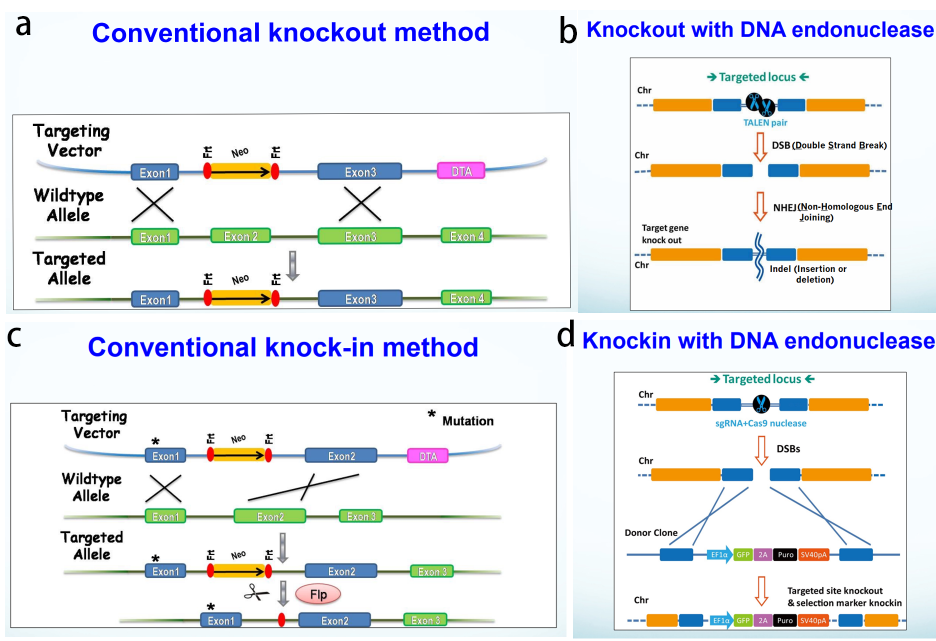 a
Conventional knockout method
Targeting
Vector
Frt
Neo
Frt
Exon1
Exon3
DTA
Wildtype
Allele
Exon1
Exon 2
Exon3
Exon 4
Targeted
Allele
Frt
Neo
Frt
Exon1
Exon3
Exon 4
b
Knockout with DNA endonuclease
Targeted locus
Chr
TALEN pair
DSB(Double Strand Break)
Chr
NHEJ(Non-Homologous End
Joining)
Target gene
knock out
Chr
Indel (Insertion or
deletion)
c
Conventional knock-in method
Targeting
Vector
* Mutation
*
Frt
Neo
Frt
Exon1
Exon2
DTA
Wildtype
Allele
Exon1
Exon2
Exon 3
Targeted
Allele
*
Frt
Neo
Frt
Exon1
Exon2
Exon 3
Flp
*
Exon1
Exon2
Exon 3
d
Knockin with DNA endonuclease
Targeted locus
Chr
sgRNA+Cas9 nuclease
DSBs
Chr
Donor Clone
EF1α GFP 2A Puro SV40pA
Targeted site knockout
& selection marker knockin
Chr
EF1α GFP 2A Puro SV40pA